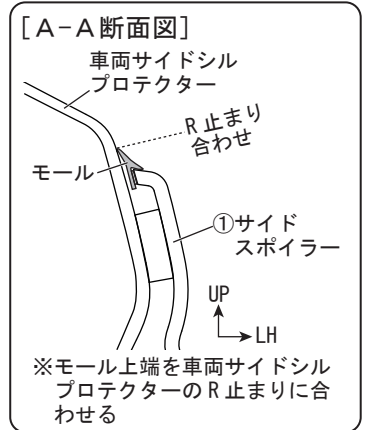 [A-A断面図]
車両サイドシル
プロテクター
R止まり
合わせ
モール
①サイド
スポイラー
UP
LH
※モール上端を車両サイドシル
プロテクターのR止まりに合
わせる